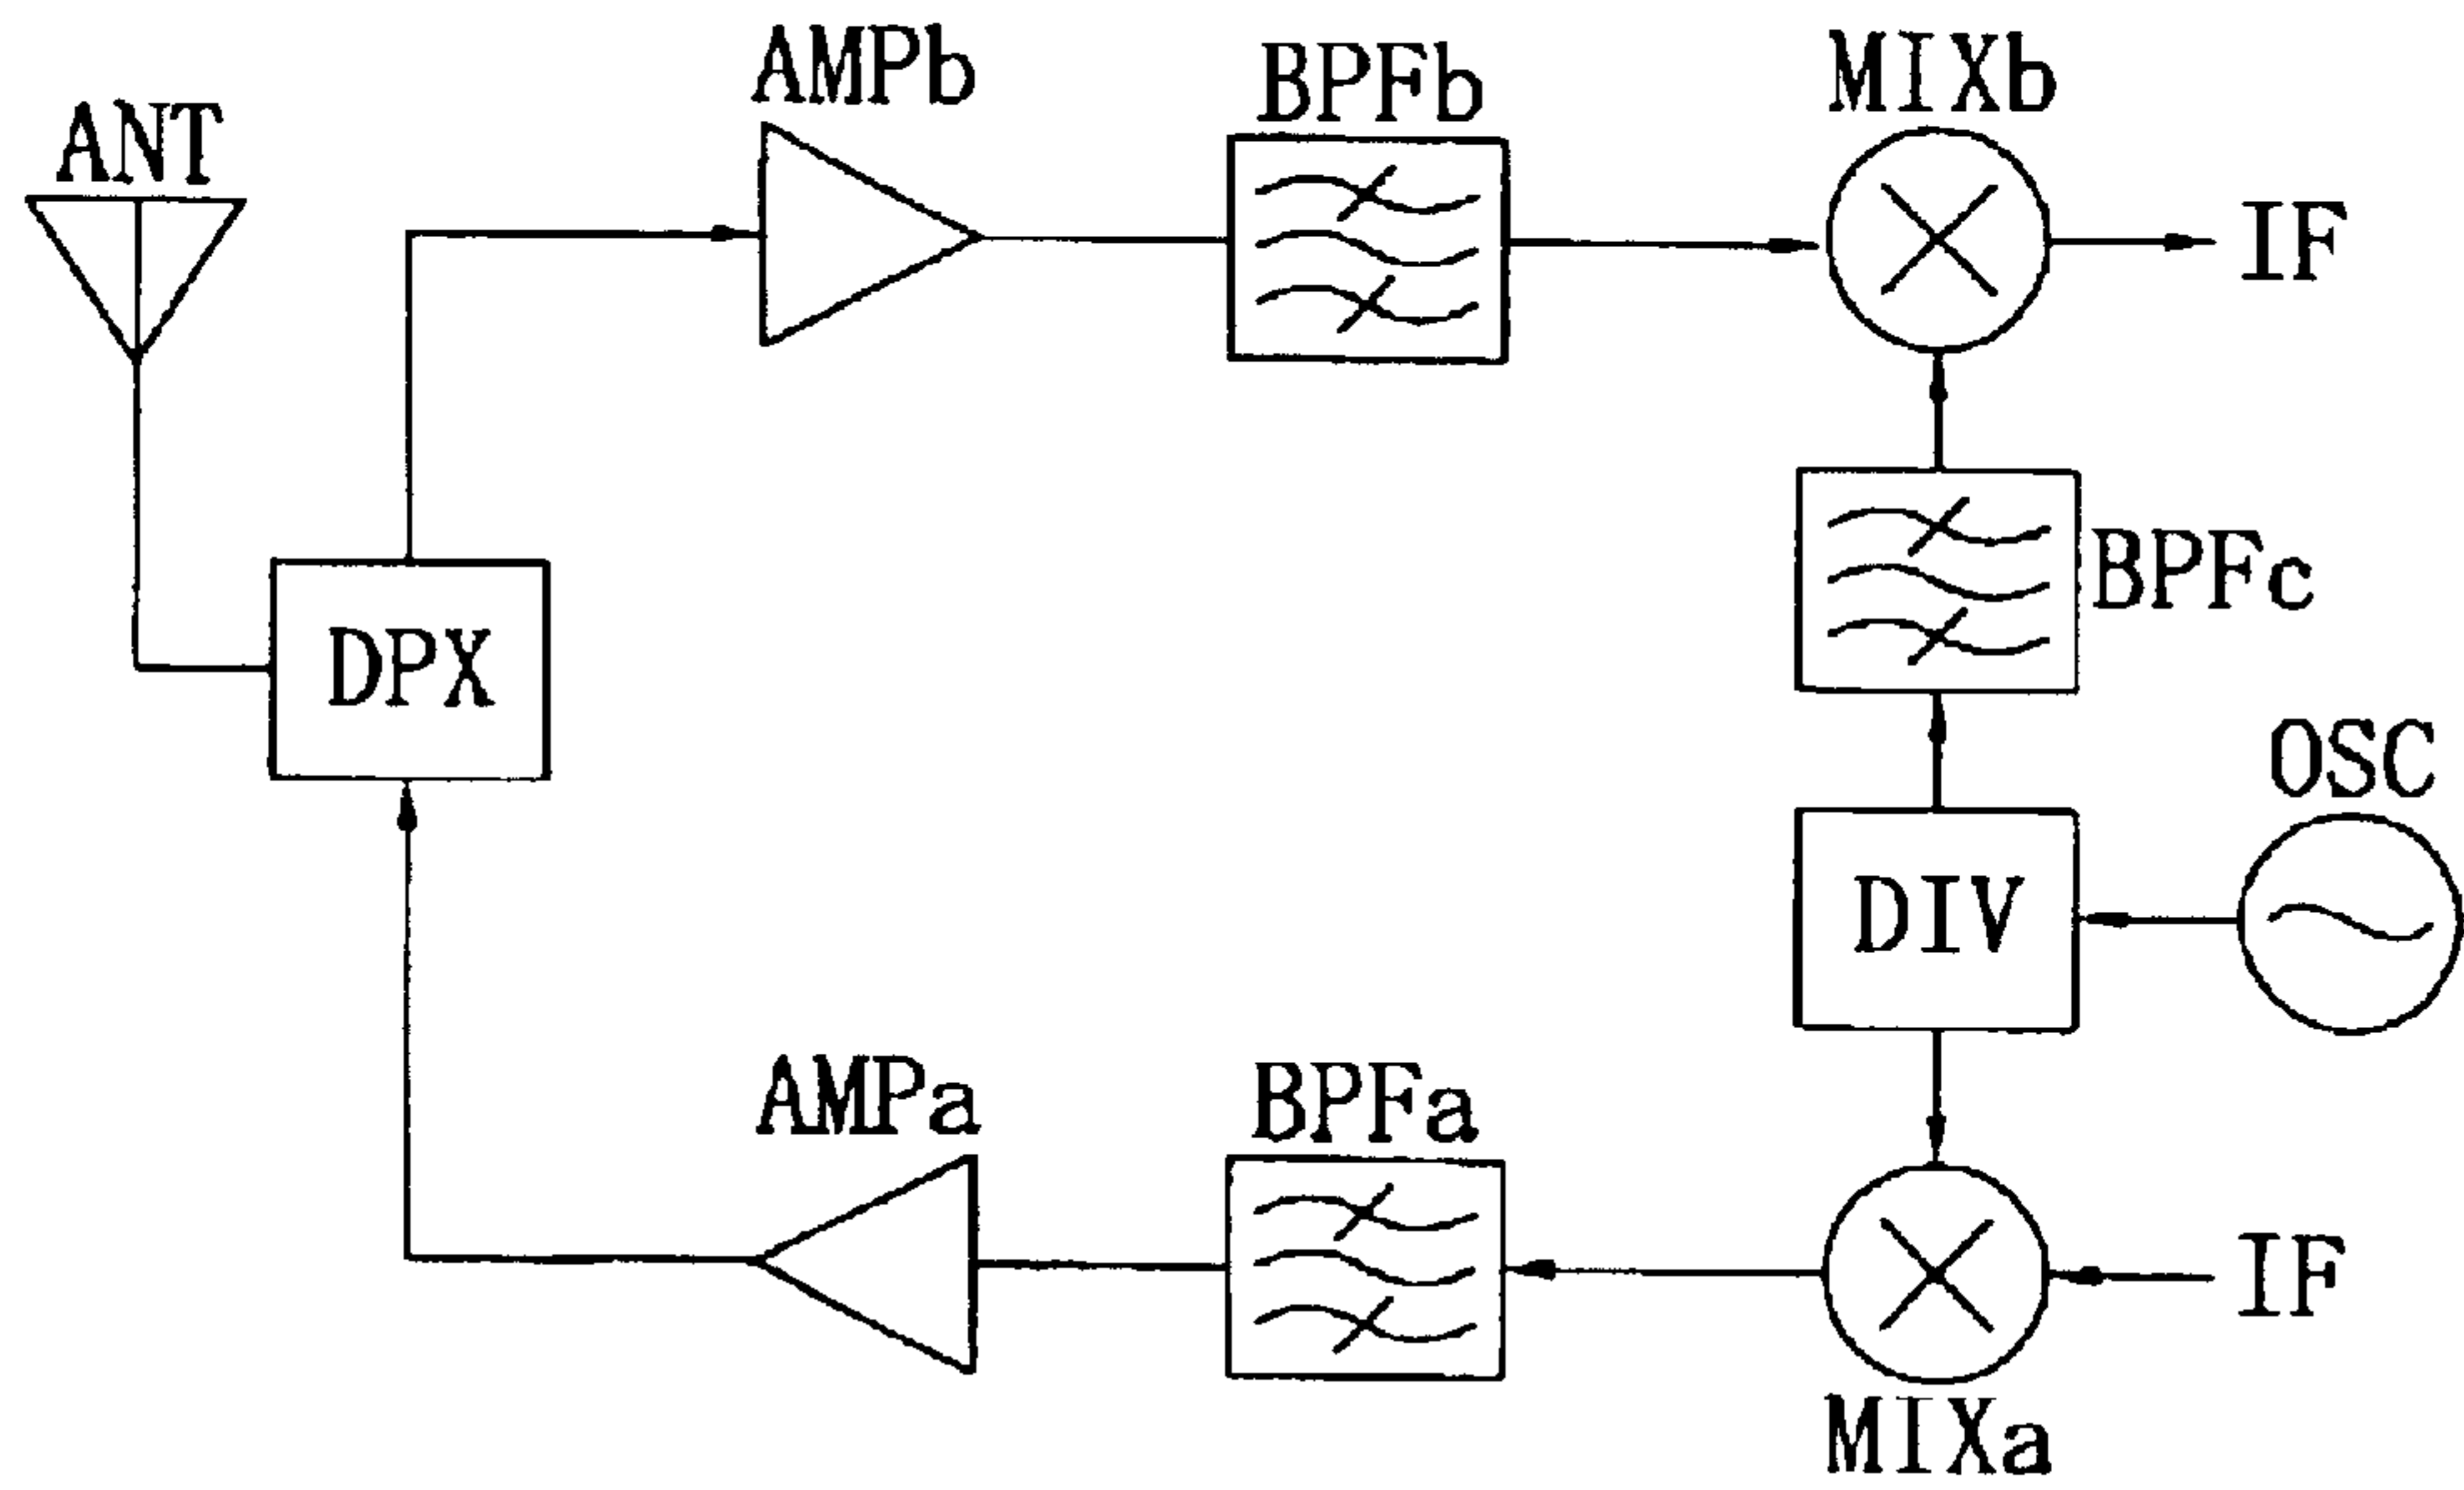 AMPb
BPFb
MIXb
ANT
IF
BPFc
DPX
OSC
DIV
AMPa
BPFa
IF
MIXa